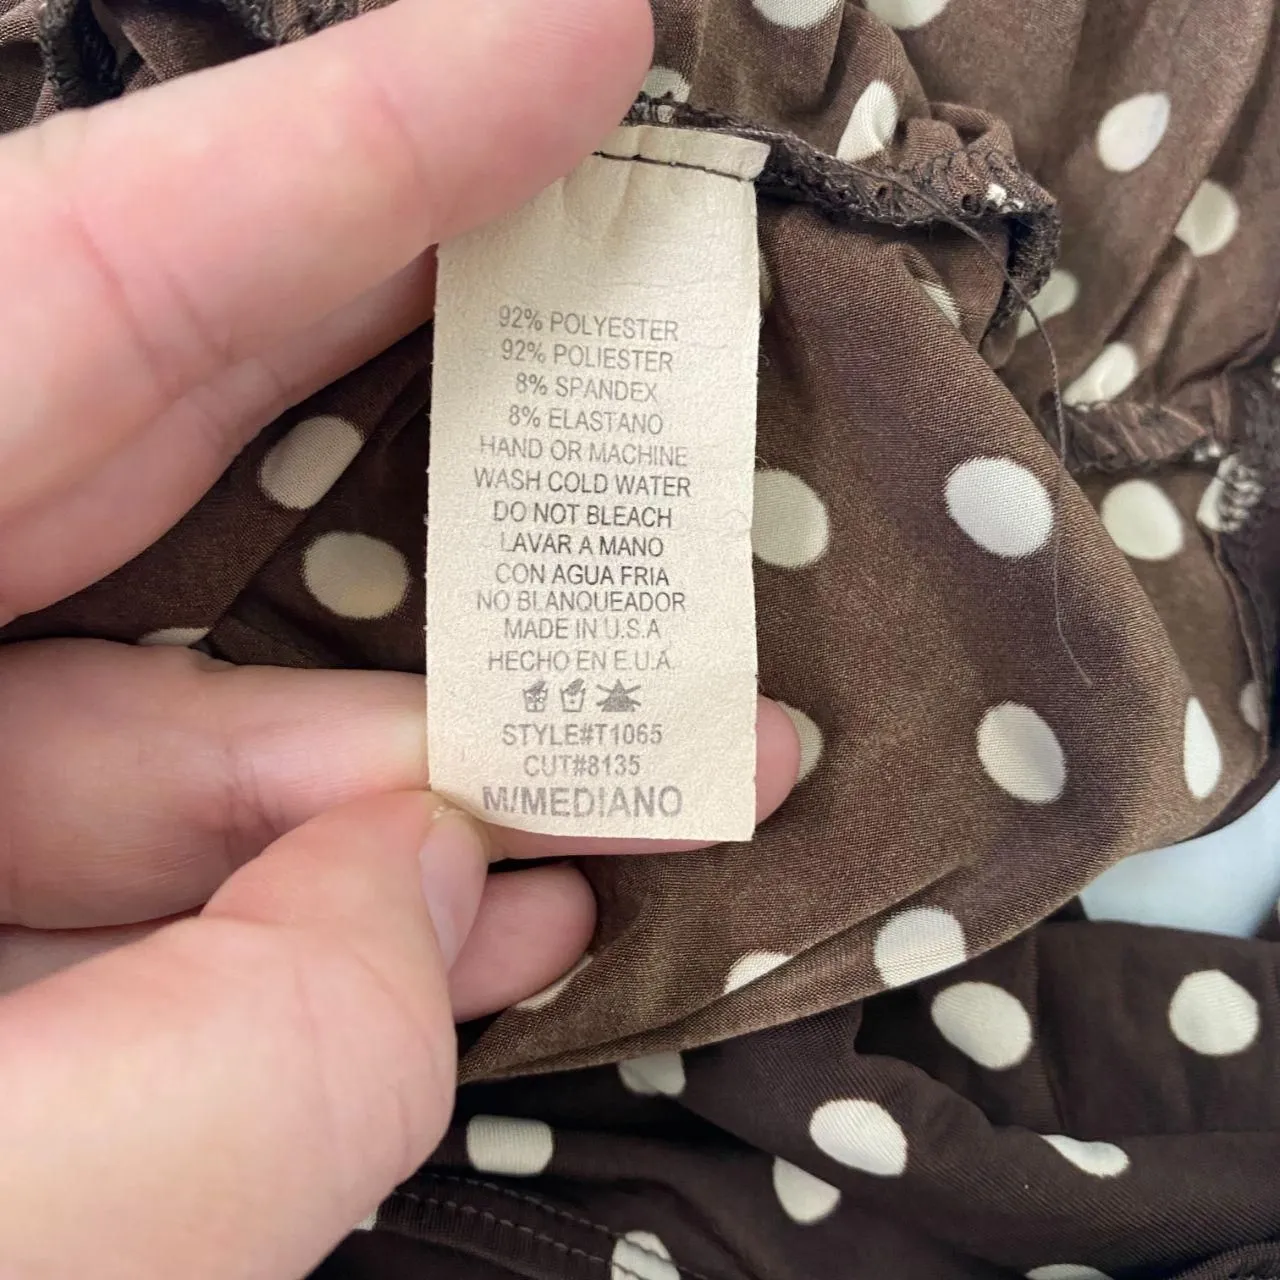 92% POLYESTER
92% POLIESTER
8% SPANDEX
8% ELASTANO
HAND OR MACHINE
WASH COLD WATER
DO NOT BLEACH
LAVAR A MANO
CON AGUA FRIA
NO BLANQUEADOR
MADE IN U.S.A
HECHO EN E.U.A.
STYLE#T1065
CUT#8135
M/MEDIANO